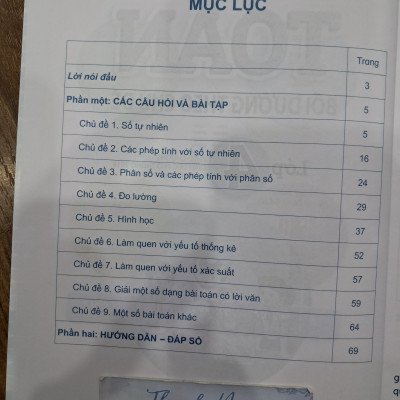 MỤC LỤC
Trang
Lời nói đầu 3
Phần một: CÁC CÂU HỎI VÀ BÀI TẬP 5
Chủ đề 1. Số tự nhiên 5
Chủ đề 2. Các phép tính với số tự nhiên 16
Chủ đề 3. Phân số và các phép tính với phân số 24
Chủ đề 4. Đo lường 29
Chủ đề 5. Hình học 37
Chủ đề 6. Làm quen với yếu tố thống kê 52
Chủ đề 7. Làm quen với yếu tố xác suất 57
Chủ đề 8. Giải một số dạng bài toán có lời văn 59
Chủ đề 9. Một số bài toán khác 64
Phần hai: HƯỚNG DẪN – ĐÁP SỐ 69